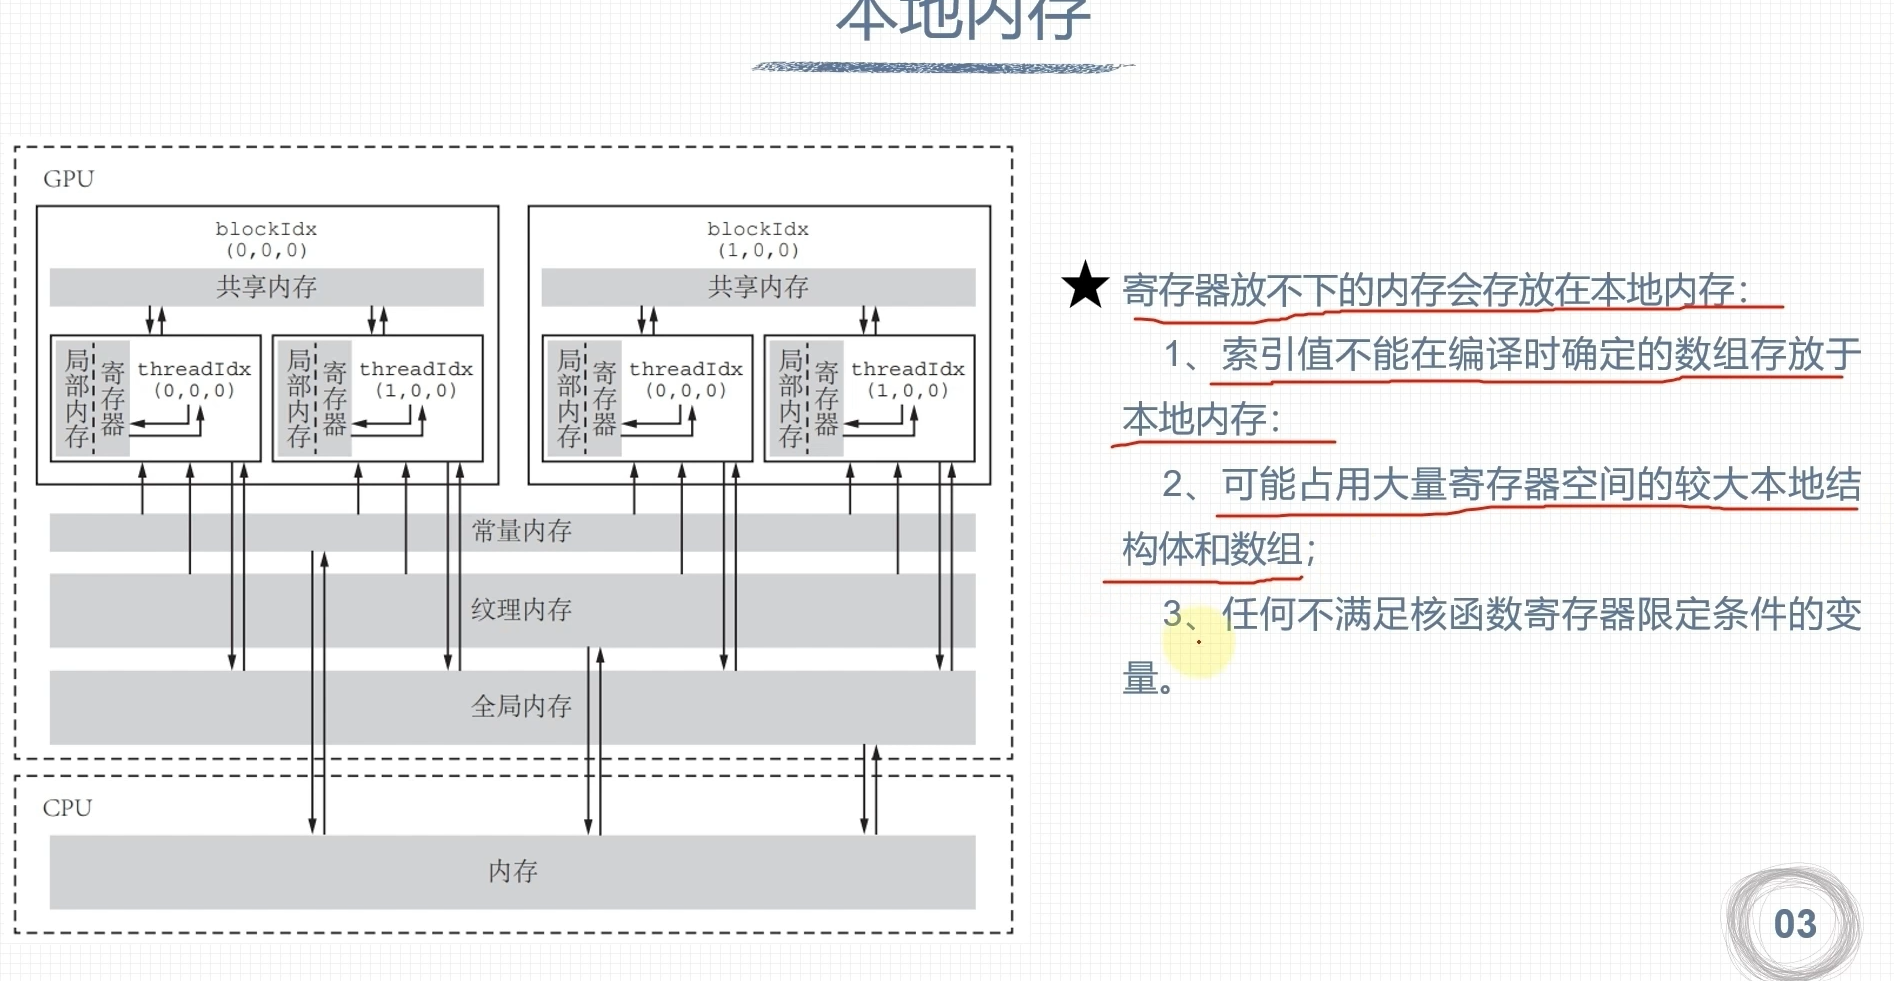 本地内存
GPU
blockIdx
(0,0,0)
共享内存
局部内存
寄存器
threadIdx
(0,0,0)
局部内存
寄存器
threadIdx
(1,0,0)
blockIdx
(1,0,0)
共享内存
局部内存
寄存器
threadIdx
(0,0,0)
局部内存
寄存器
threadIdx
(1,0,0)
常量内存
纹理内存
全局内存
CPU
内存
★ 寄存器放不下的内存会存放在本地内存：
1、索引值不能在编译时确定的数组存放于
本地内存：
2、可能占用大量寄存器空间的较大本地结
构体和数组；
3、任何不满足核函数寄存器限定条件的变
量。
03